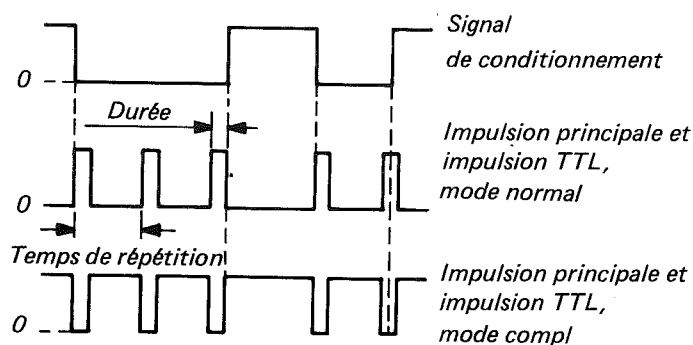 Signal
de conditionnement
0
Durée
Impulsion principale et
impulsion TTL,
mode normal
0
Temps de répétition
Impulsion principale et
impulsion TTL,
mode compl
0